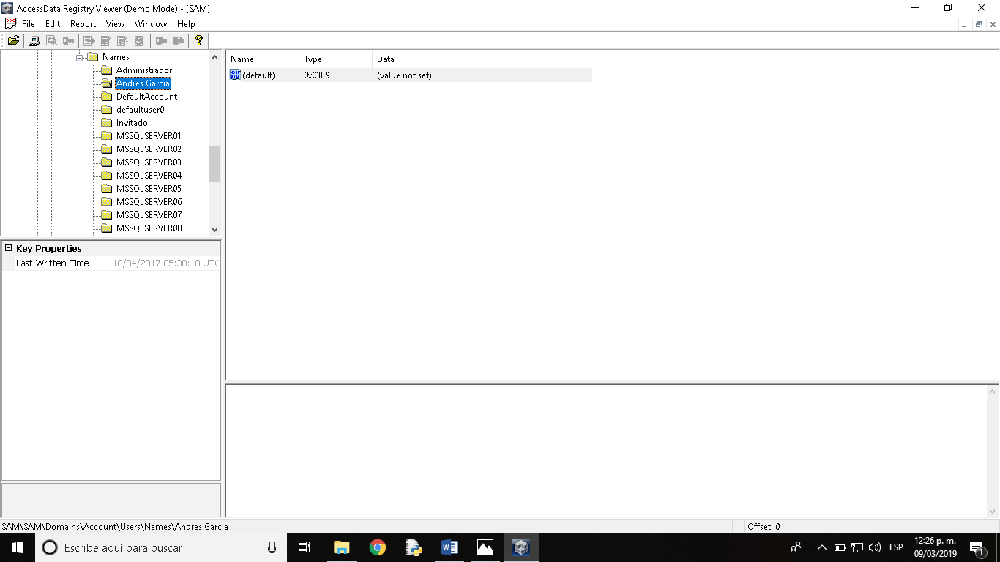 AccessData Registry Viewer (Demo Mode) - [SAM]
File Edit Report View Window Help
Names
Administrador
Andres Garcia
DefaultAccount
defaultuser0
Invitado
MSSQLSERVER01
MSSQLSERVER02
MSSQLSERVER03
MSSQLSERVER04
MSSQLSERVER05
MSSQLSERVER06
MSSQLSERVER07
MSSQLSERVER08
Name Type Data
(default) 0x03E9 (value not set)
Key Properties
Last Written Time 10/04/2017 05:38:10 UTC
SAM\SAM\Domains\Account\Users\Names\Andres Garcia Offset: 0
Escribe aquí para buscar
ESP
12:26 p. m.
09/03/2019
1